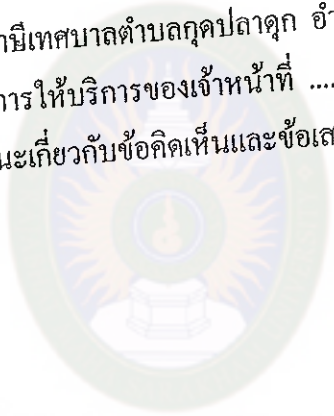 าษีเทศบาลตำบลกุดปลาดุก อำ
การให้บริการของเจ้าหน้าที่ ....
นะเกี่ยวกับข้อคิดเห็นและข้อเส